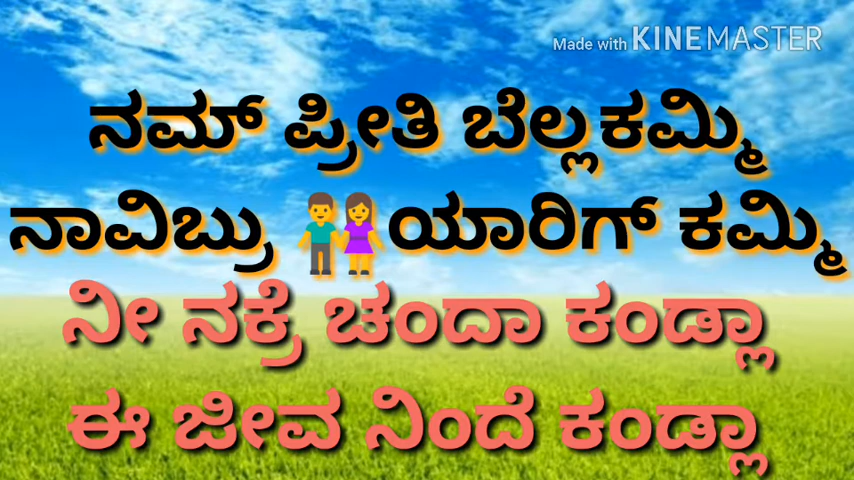 Made with KINEMASTER
ನಮ್ ಪ್ರೀತಿ ಬೆಲ್ಲಕಮ್ಮಿ
ನಾವಿಬ್ರು 👫ಯಾರಿಗ್ ಕಮ್ಮಿ
ನೀ ನಕ್ರೆ ಚಂದಾ ಕಂಡ್ಲಾ
ಈ ಜೀವ ನಿಂದೆ ಕಂಡ್ಲಾ